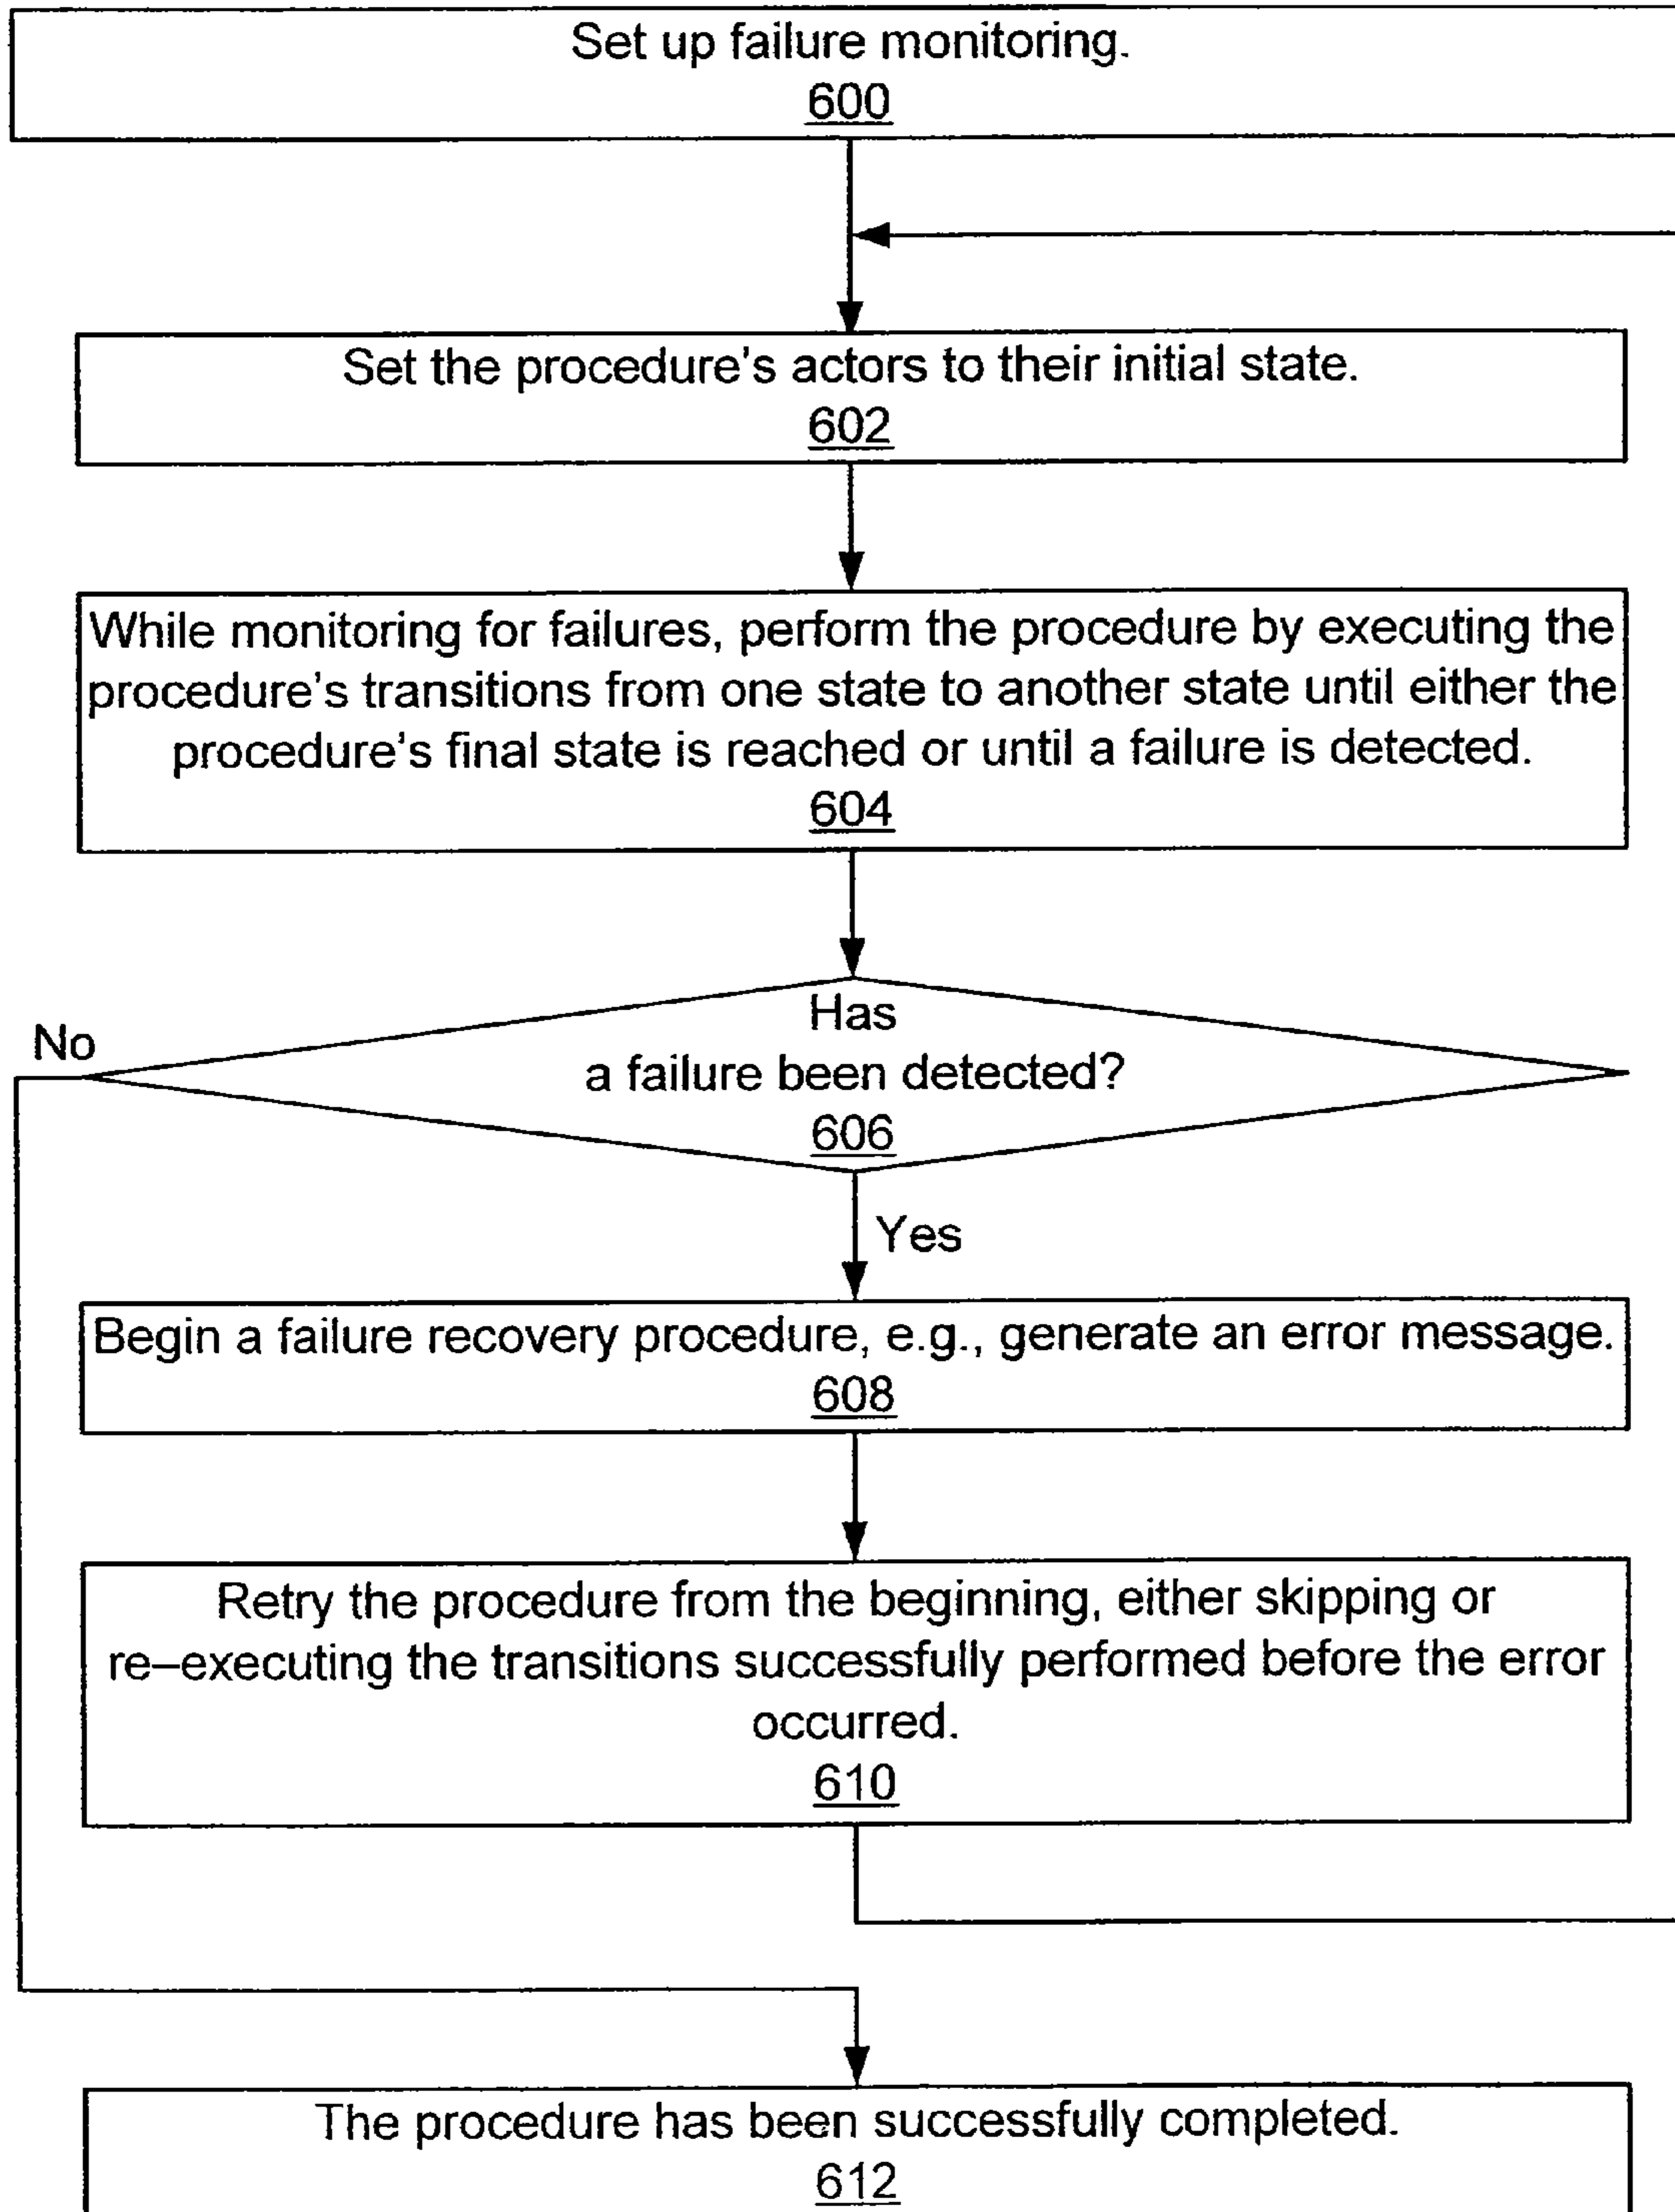 Set up failure monitoring.
600
Set the procedure's actors to their initial state.
602
While monitoring for failures, perform the procedure by executing the
procedure's transitions from one state to another state until either the
procedure's final state is reached or until a failure is detected.
604
Has
a failure been detected?
606
No
Yes
Begin a failure recovery procedure, e.g., generate an error message.
608
Retry the procedure from the beginning, either skipping or
re–executing the transitions successfully performed before the error
occurred.
610
The procedure has been successfully completed.
612